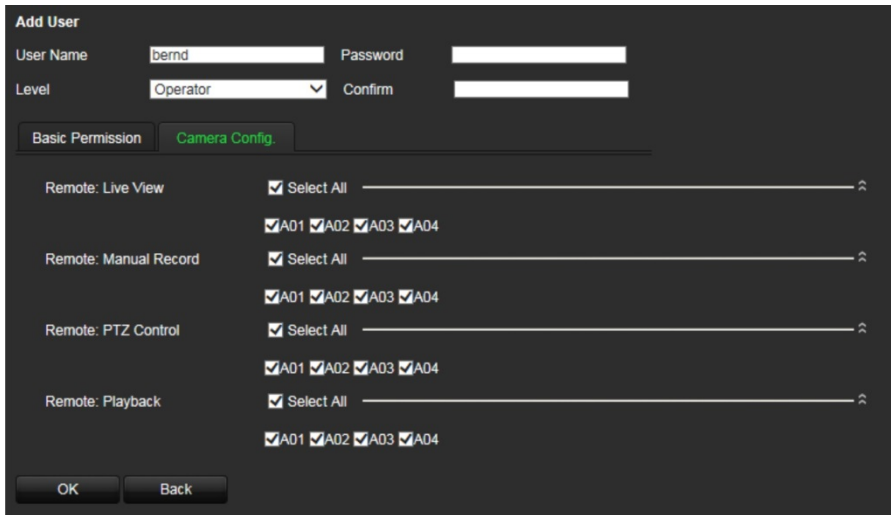 Add User
User Name bernd Password
Level Operator Confirm
Basic Permission Camera Config.
Remote: Live View Select All
A01 A02 A03 A04
Remote: Manual Record Select All
A01 A02 A03 A04
Remote: PTZ Control Select All
A01 A02 A03 A04
Remote: Playback Select All
A01 A02 A03 A04
OK Back